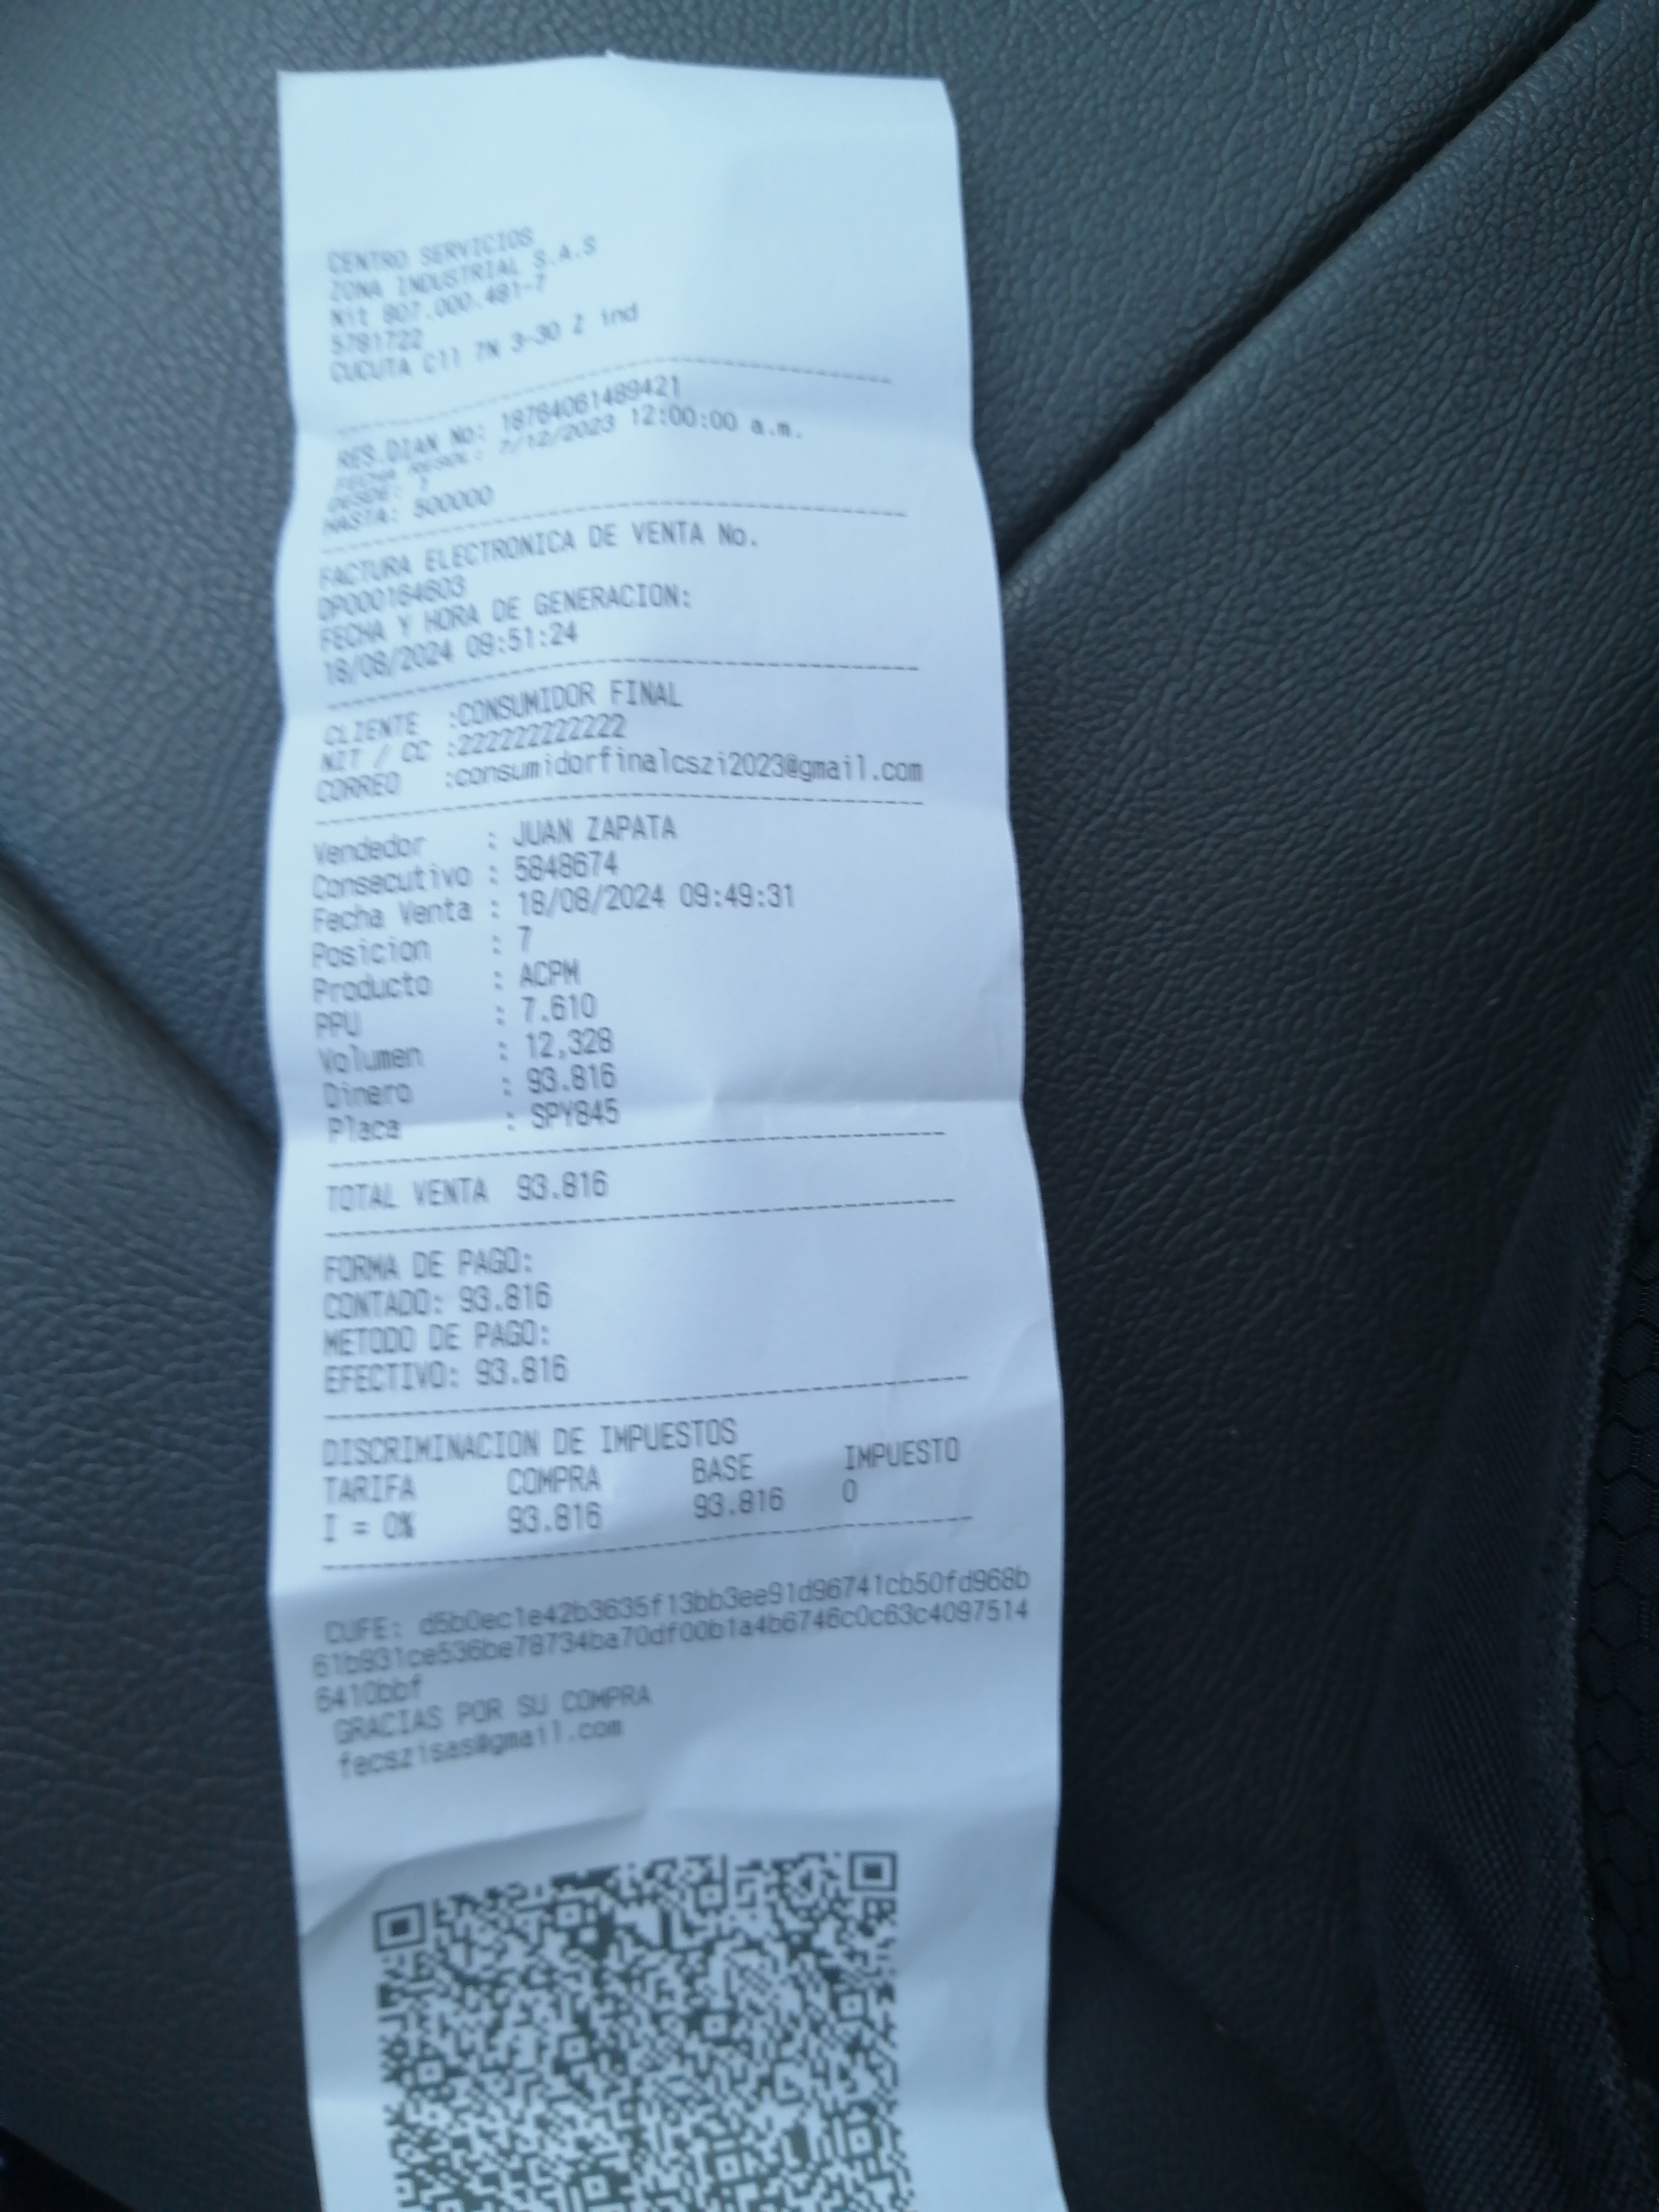 CENTRO SERVICIOS
ZONA INDUSTRIAL S.A.S
Nit 807.000.481-7
5781722
CUCUTA Cll 7N 3-30 Z ind
RES.DIAN No: 18764061489421
FECHA RESOL: 7/12/2023 12:00:00 a.m.
DESDE: 1
HASTA: 500000
FACTURA ELECTRONICA DE VENTA No.
DP000164603
FECHA Y HORA DE GENERACION:
18/08/2024 09:51:24
CLIENTE :CONSUMIDOR FINAL
NIT / CC :222222222222
CORREO :consumidorfinalcszi2023@gmail.com
Vendedor : JUAN ZAPATA
Consecutivo : 5848674
Fecha Venta : 18/08/2024 09:49:31
Posicion : 7
Producto : ACPM
PPU : 7.610
Volumen : 12,328
Dinero : 93.816
Placa : SPY845
TOTAL VENTA 93.816
FORMA DE PAGO:
CONTADO: 93.816
METODO DE PAGO:
EFECTIVO: 93.816
DISCRIMINACION DE IMPUESTOS
TARIFA COMPRA BASE IMPUESTO
I = 0% 93.816 93.816 0
CUFE: d5b0ec1e42b3635f13bb3ee91d96741cb50fd968b
61b931ce536be78734ba70df00b1a4b6746c0c63c4097514
6410bbf
GRACIAS POR SU COMPRA
fecszisas@gmail.com